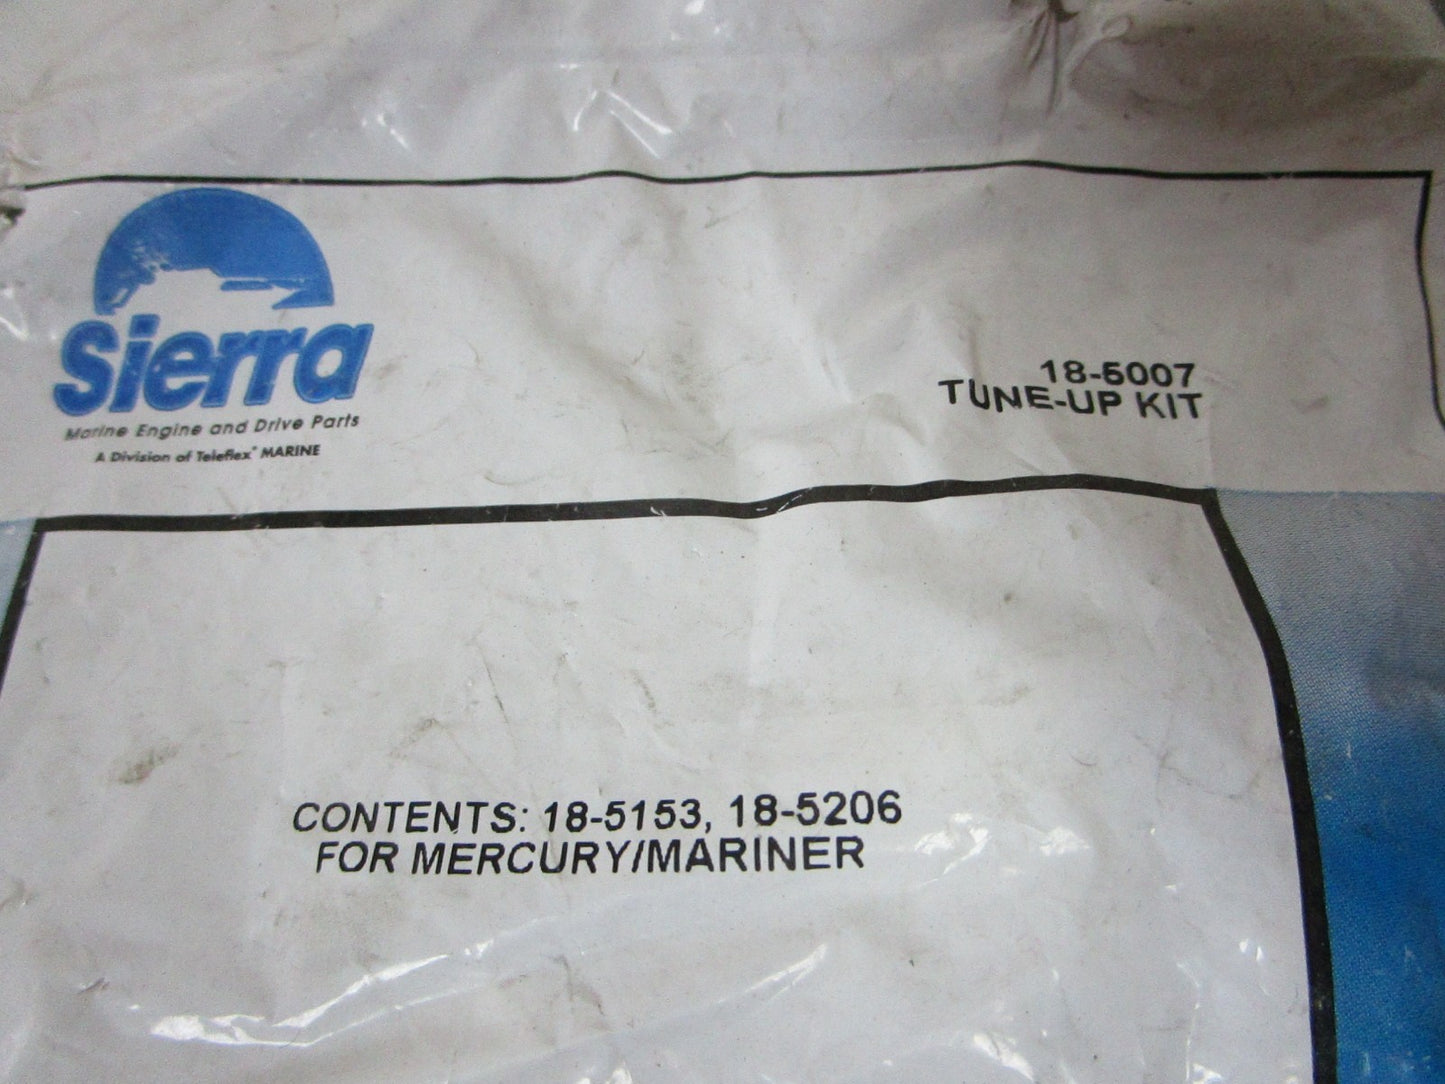 Sierra
Marine Engine and Drive Parts
A Division of Teleflex® MARINE
18-5007
TUNE-UP KIT
CONTENTS: 18-5153, 18-5206
FOR MERCURY/MARINER